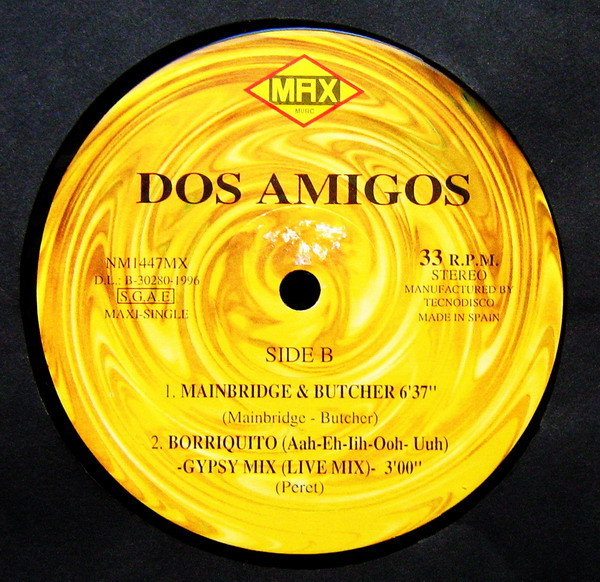 MAX
MUSIC
DOS AMIGOS
NM1447MX
D.L.: B-30280-1996
S.G.A.E.
MAXI-SINGLE
33 R.P.M.
STEREO
MANUFACTURED BY
TECNODISCO
MADE IN SPAIN
SIDE B
1. MAINBRIDGE & BUTCHER 6'37"
(Mainbridge - Butcher)
2. BORRIQUITO (Aah-Eh-Iih-Ooh- Uuh)
-GYPSY MIX (LIVE MIX)- 3'00"
(Peret)